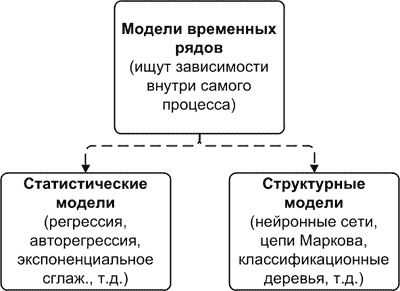 Модели временных
рядов
(ищут зависимости
внутри самого
процесса)
Статистические
модели
(регрессия,
авторегрессия,
экспоненциальное
сглаж., т.д.)
Структурные
модели
(нейронные сети,
цепи Маркова,
классификационные
деревья, т.д.)